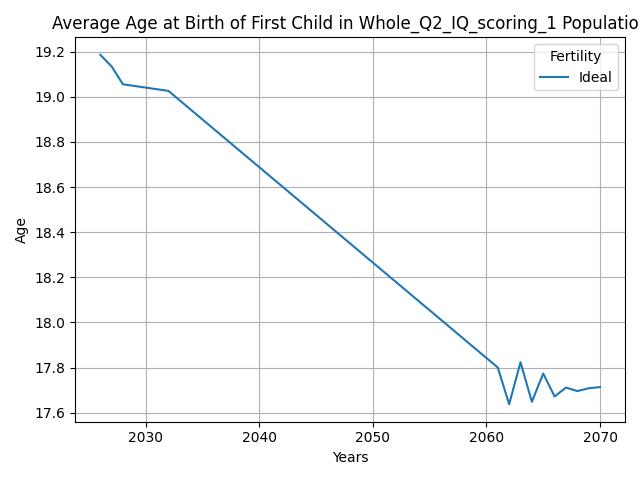 Average Age at Birth of First Child in Whole_Q2_IQ_scoring_1 Populatio
Fertility
Ideal
19.2
19.0
18.8
18.6
18.4
18.2
18.0
17.8
17.6
Age
2030 2040 2050 2060 2070
Years